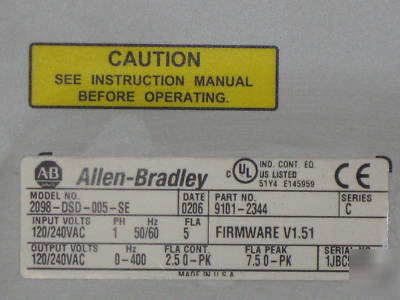 CAUTION
SEE INSTRUCTION MANUAL
BEFORE OPERATING.
AB Allen-Bradley
c UL US LISTED
IND. CONT. EQ.
51Y4 E145959
CE
MODEL NO. DATE PART NO. SERIES
2098-DSD-005-SE 0206 9101-2344 C
INPUT VOLTS PH Hz FLA
120/240VAC 1 50/60 5 FIRMWARE V1.51
OUTPUT VOLTS Hz FLA CONT. FLA PEAK SERIAL NO
120/240VAC 0-400 2.5 0-PK 7.5 0-PK
MADE IN U.S.A.